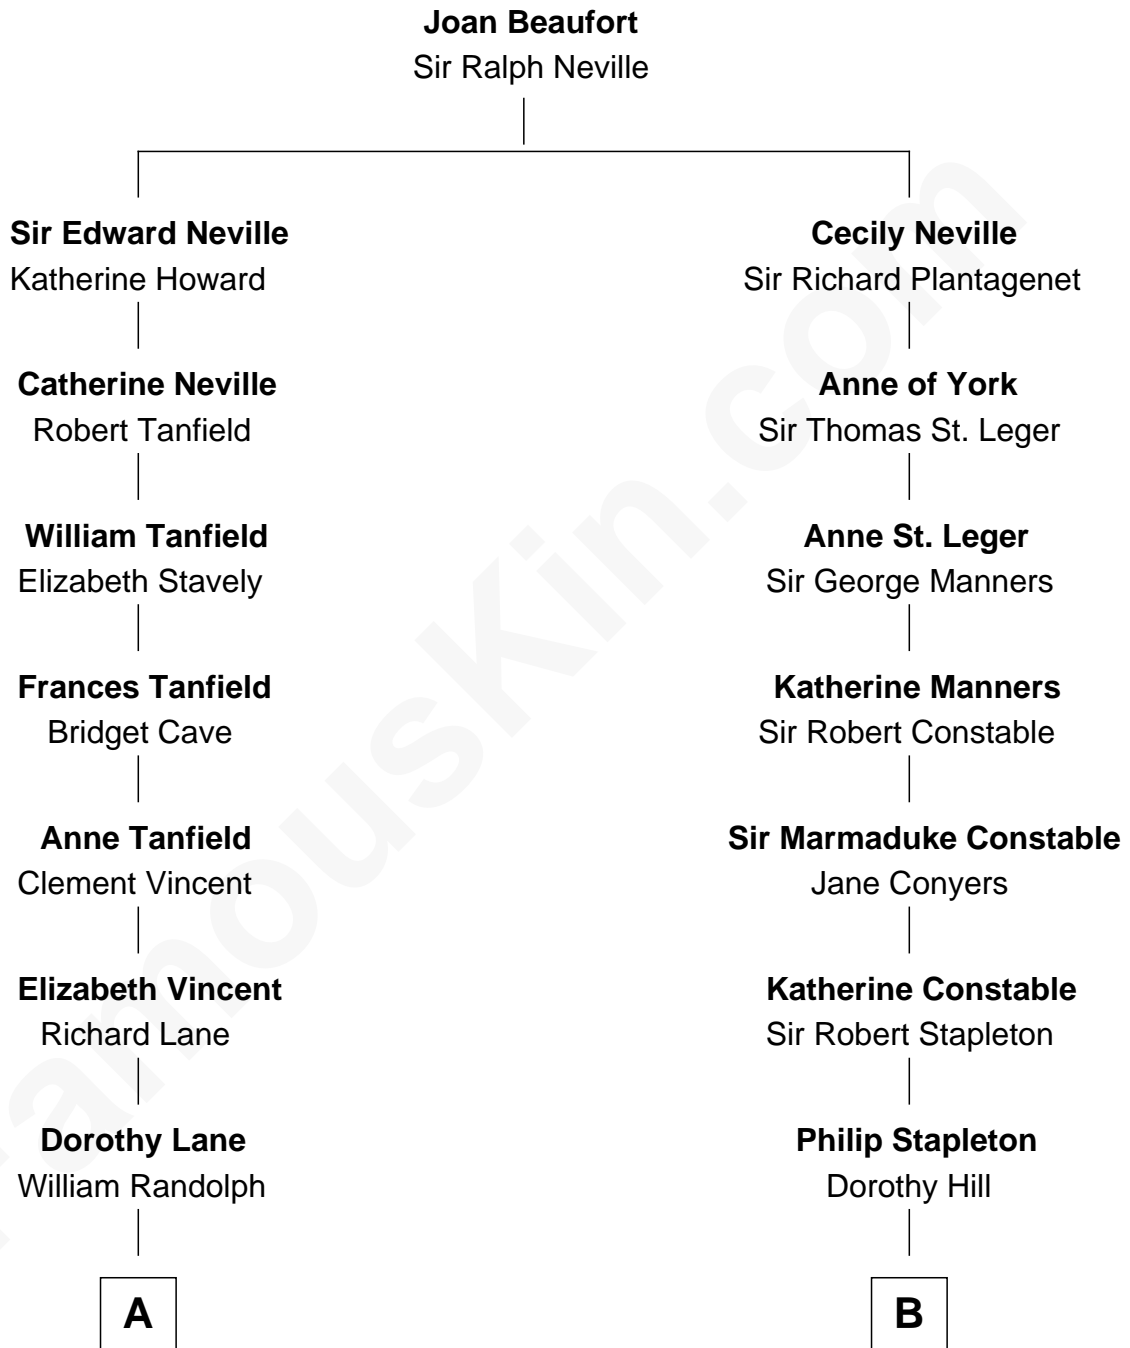 Joan Beaufort
Sir Ralph Neville
Sir Edward Neville
Katherine Howard
Cecily Neville
Sir Richard Plantagenet
Catherine Neville
Robert Tanfield
Anne of York
Sir Thomas St. Leger
William Tanfield
Elizabeth Stavely
Anne St. Leger
Sir George Manners
Frances Tanfield
Bridget Cave
Katherine Manners
Sir Robert Constable
Anne Tanfield
Clement Vincent
Sir Marmaduke Constable
Jane Conyers
Elizabeth Vincent
Richard Lane
Katherine Constable
Sir Robert Stapleton
Dorothy Lane
William Randolph
Philip Stapleton
Dorothy Hill
A
B
FamousKin.com